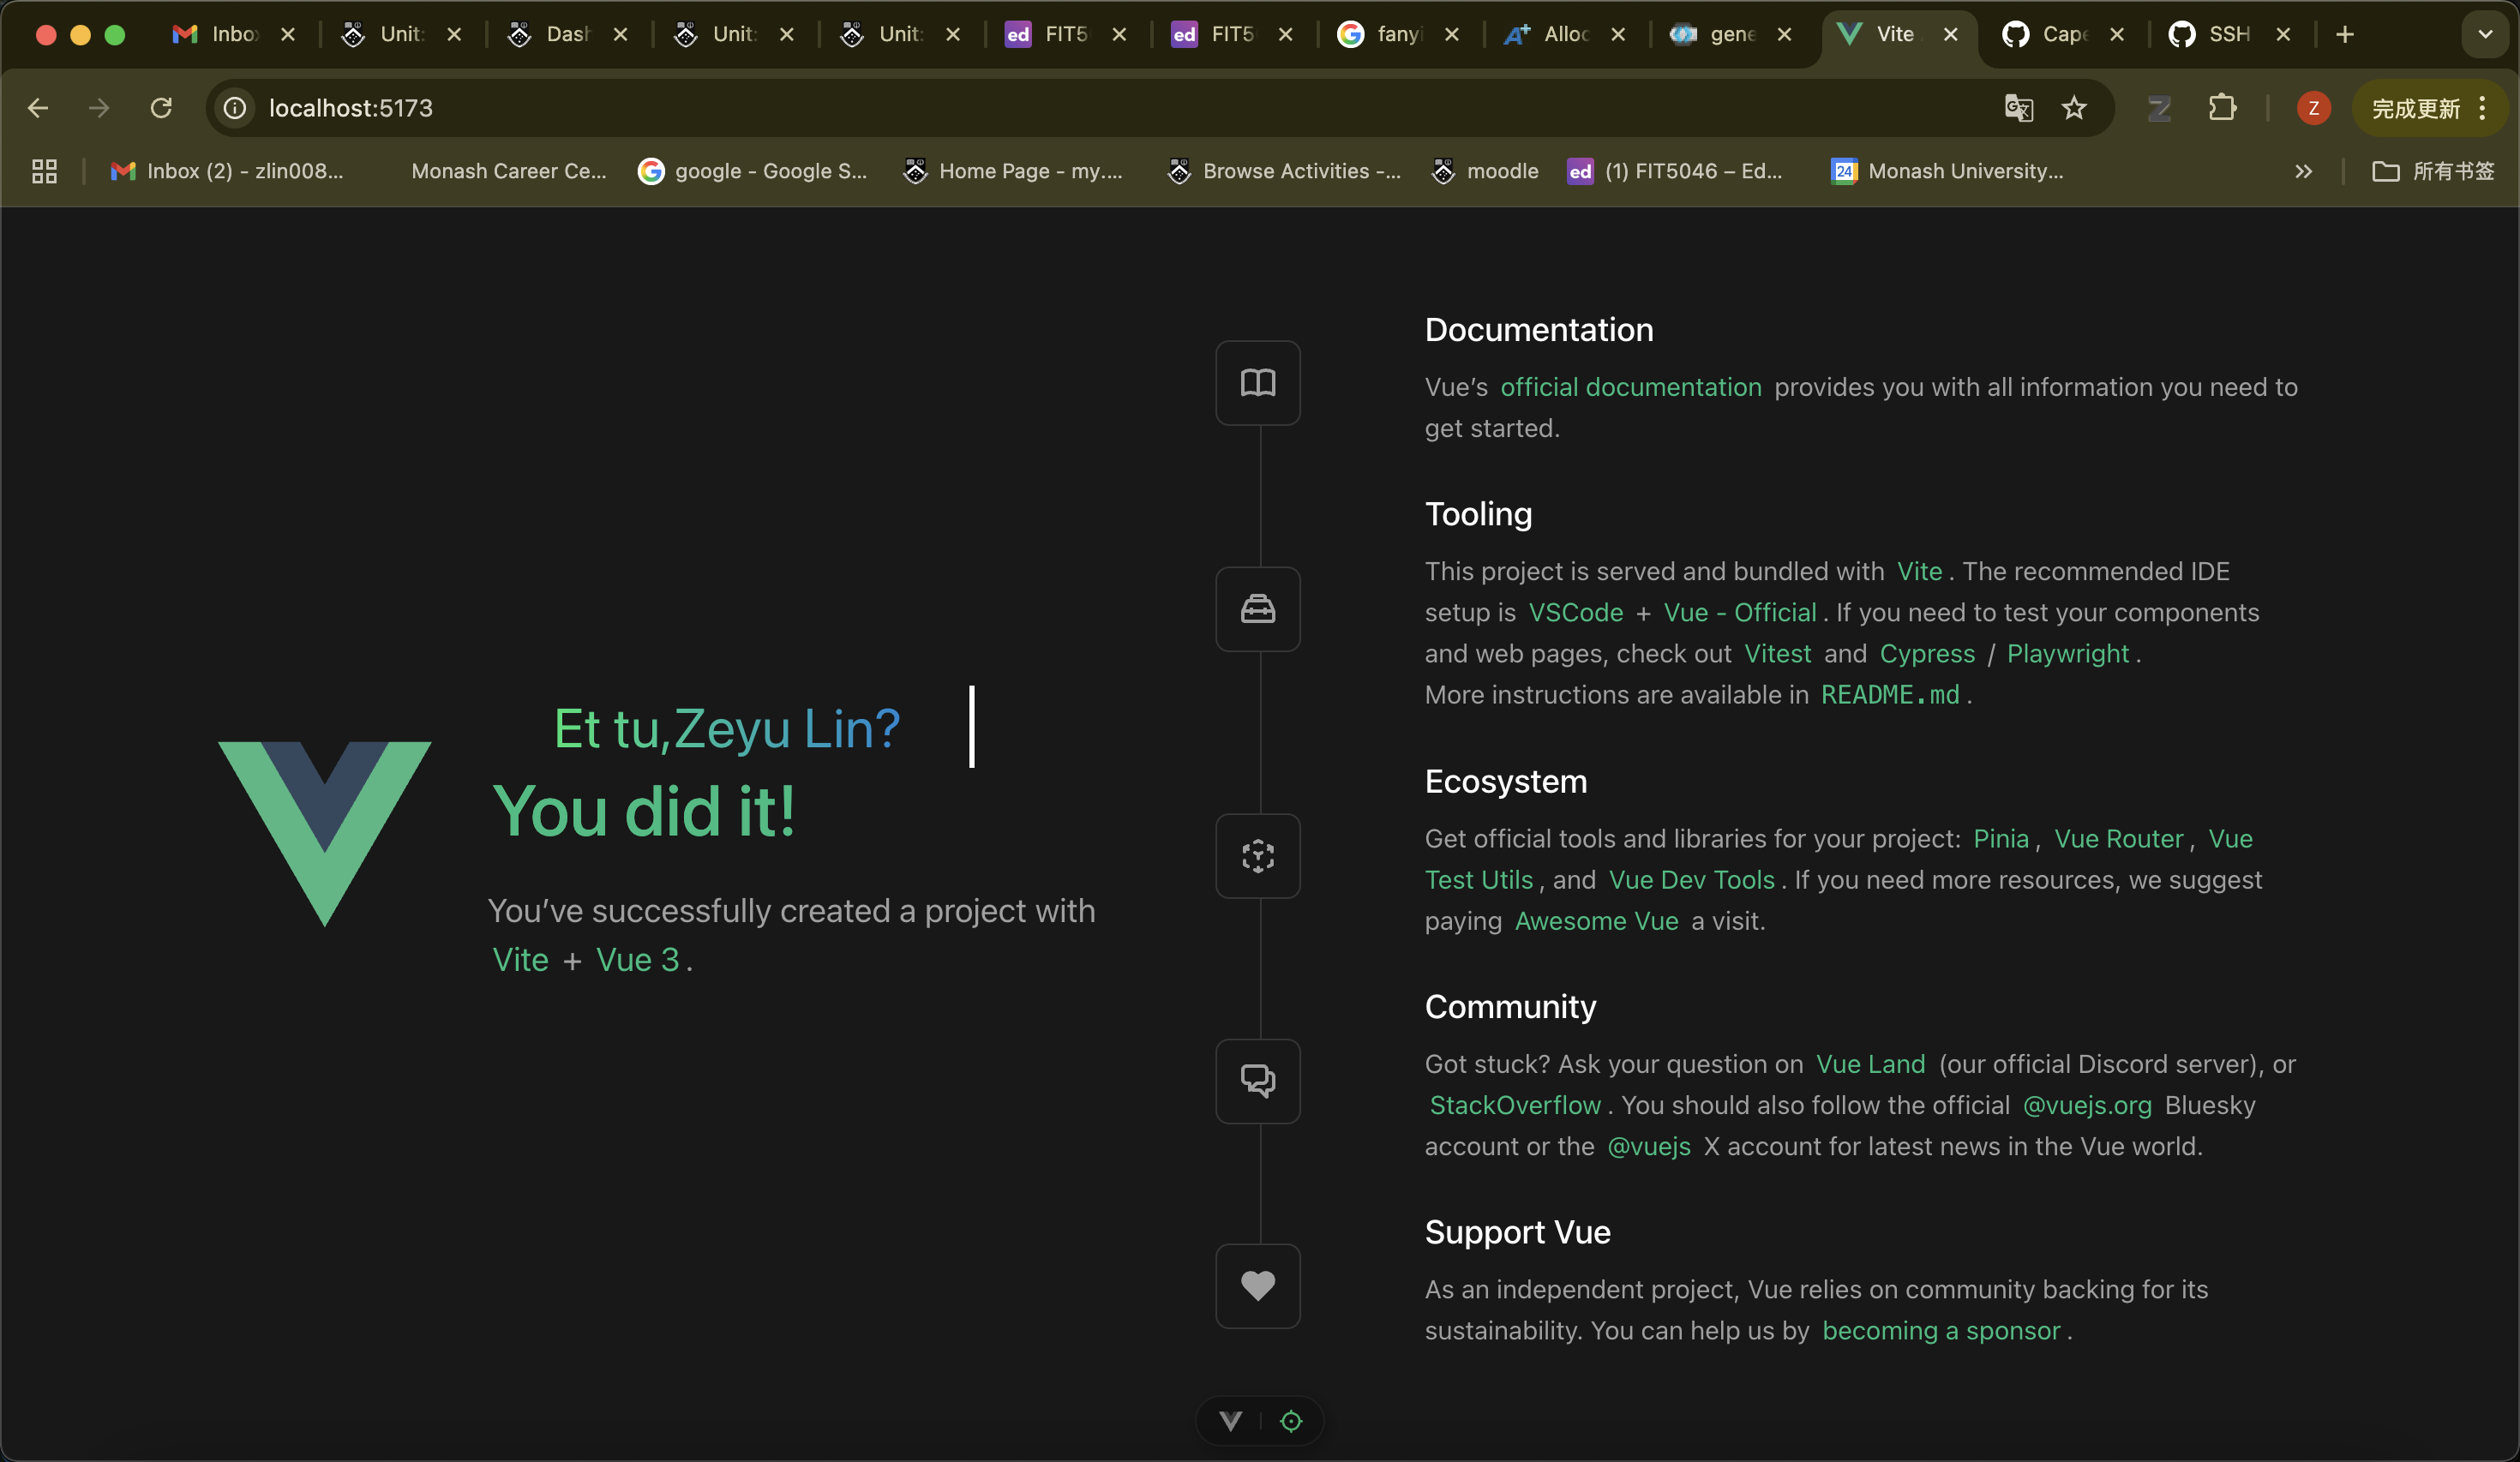 Inbo
Unit:
Dash
Unit:
Unit:
ed FIT5
ed FIT5
fanyi
Alloc
gene
Vite
Cape
SSH
localhost:5173
Z
完成更新
Inbox (2) - zlin008...
Monash Career Ce...
google - Google S...
Home Page - my....
Browse Activities -...
moodle
ed (1) FIT5046 – Ed...
24 Monash University...
所有书签
Et tu,Zeyu Lin?
You did it!
You’ve successfully created a project with
Vite + Vue 3.
Documentation
Vue’s official documentation provides you with all information you need to
get started.
Tooling
This project is served and bundled with Vite. The recommended IDE
setup is VSCode + Vue - Official. If you need to test your components
and web pages, check out Vitest and Cypress / Playwright.
More instructions are available in README.md.
Ecosystem
Get official tools and libraries for your project: Pinia, Vue Router, Vue
Test Utils, and Vue Dev Tools. If you need more resources, we suggest
paying Awesome Vue a visit.
Community
Got stuck? Ask your question on Vue Land (our official Discord server), or
StackOverflow. You should also follow the official @vuejs.org Bluesky
account or the @vuejs X account for latest news in the Vue world.
Support Vue
As an independent project, Vue relies on community backing for its
sustainability. You can help us by becoming a sponsor.